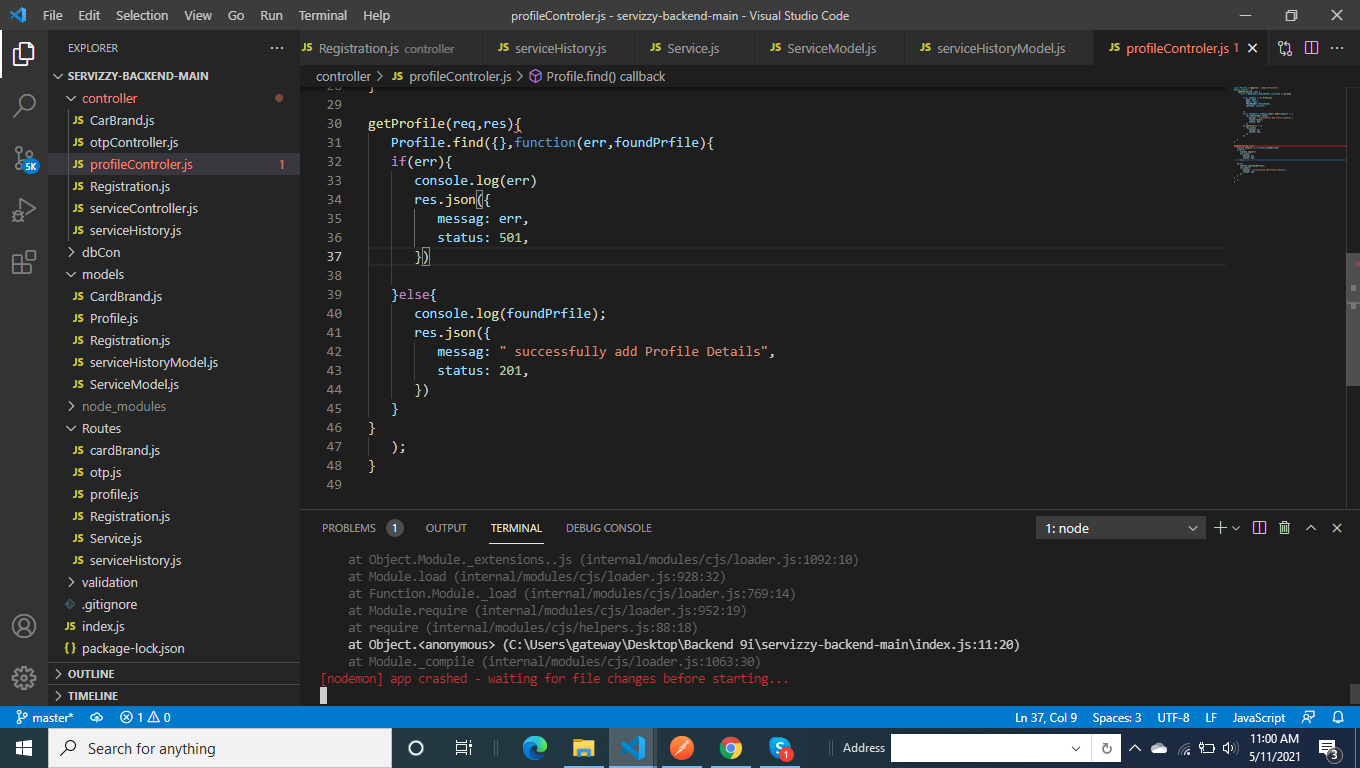 File Edit Selection View Go Run Terminal Help
profileControler.js - servizzy-backend-main - Visual Studio Code
EXPLORER
JS Registration.js controller JS serviceHistory.js JS Service.js JS ServiceModel.js JS serviceHistoryModel.js JS profileControler.js 1
controller > JS profileControler.js > Profile.find() callback
SERVIZZY-BACKEND-MAIN
controller
JS CarBrand.js
JS otpController.js
JS profileControler.js 1
JS Registration.js
JS serviceController.js
JS serviceHistory.js
dbCon
models
JS CardBrand.js
JS Profile.js
JS Registration.js
JS serviceHistoryModel.js
JS ServiceModel.js
node_modules
Routes
JS cardBrand.js
JS otp.js
JS profile.js
JS Registration.js
JS Service.js
JS serviceHistory.js
validation
.gitignore
JS index.js
{} package-lock.json
OUTLINE
TIMELINE
5K
28 }
29
30 getProfile(req,res){
31 Profile.find({},function(err,foundPrfile){
32 if(err){
33 console.log(err)
34 res.json({
35 messag: err,
36 status: 501,
37 })
38
39 }else{
40 console.log(foundPrfile);
41 res.json({
42 messag: " successfully add Profile Details",
43 status: 201,
44 })
45 }
46 }
47 );
48 }
49
PROBLEMS 1 OUTPUT TERMINAL DEBUG CONSOLE
1: node
at Object.Module._extensions..js (internal/modules/cjs/loader.js:1092:10)
at Module.load (internal/modules/cjs/loader.js:928:32)
at Function.Module._load (internal/modules/cjs/loader.js:769:14)
at Module.require (internal/modules/cjs/loader.js:952:19)
at require (internal/modules/cjs/helpers.js:88:18)
at Object.<anonymous> (C:\Users\gateway\Desktop\Backend 9i\servizzy-backend-main\index.js:11:20)
at Module._compile (internal/modules/cjs/loader.js:1063:30)
[nodemon] app crashed - waiting for file changes before starting...
master* 1 0
Ln 37, Col 9 Spaces: 3 UTF-8 LF JavaScript
Search for anything
1
Address
11:00 AM
5/11/2021
3